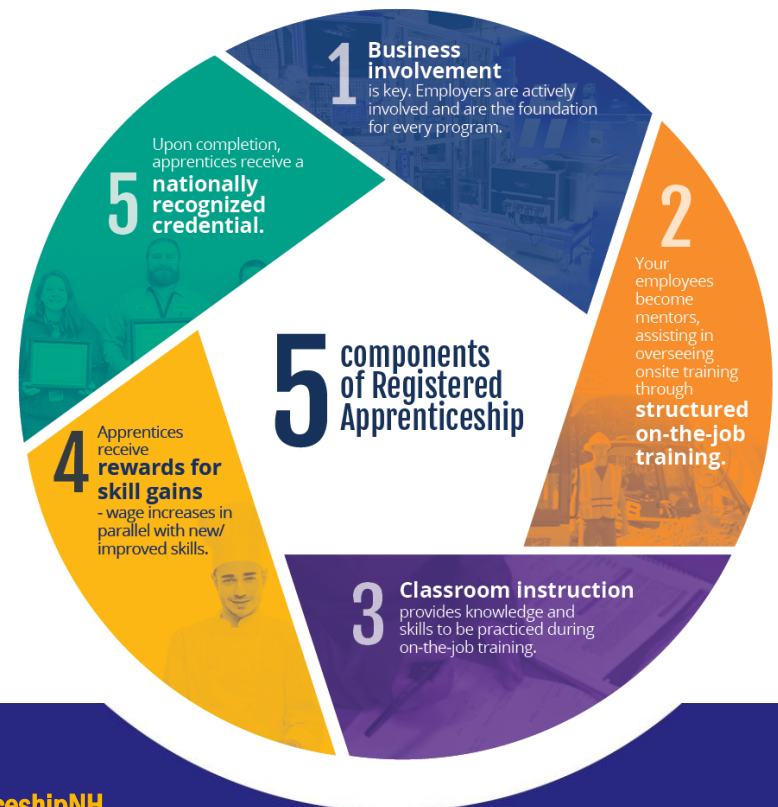 1
Business
involvement
is key. Employers are actively
involved and are the foundation
for every program.
2
Your
employees
become
mentors,
assisting in
overseeing
onsite training
through
structured
on-the-job
training.
3
Classroom instruction
provides knowledge and
skills to be practiced during
on-the-job training.
4
Apprentices
receive
rewards for
skill gains
- wage increases in
parallel with new/
improved skills.
5
Upon completion,
apprentices receive a
nationally
recognized
credential.
5
components
of Registered
Apprenticeship